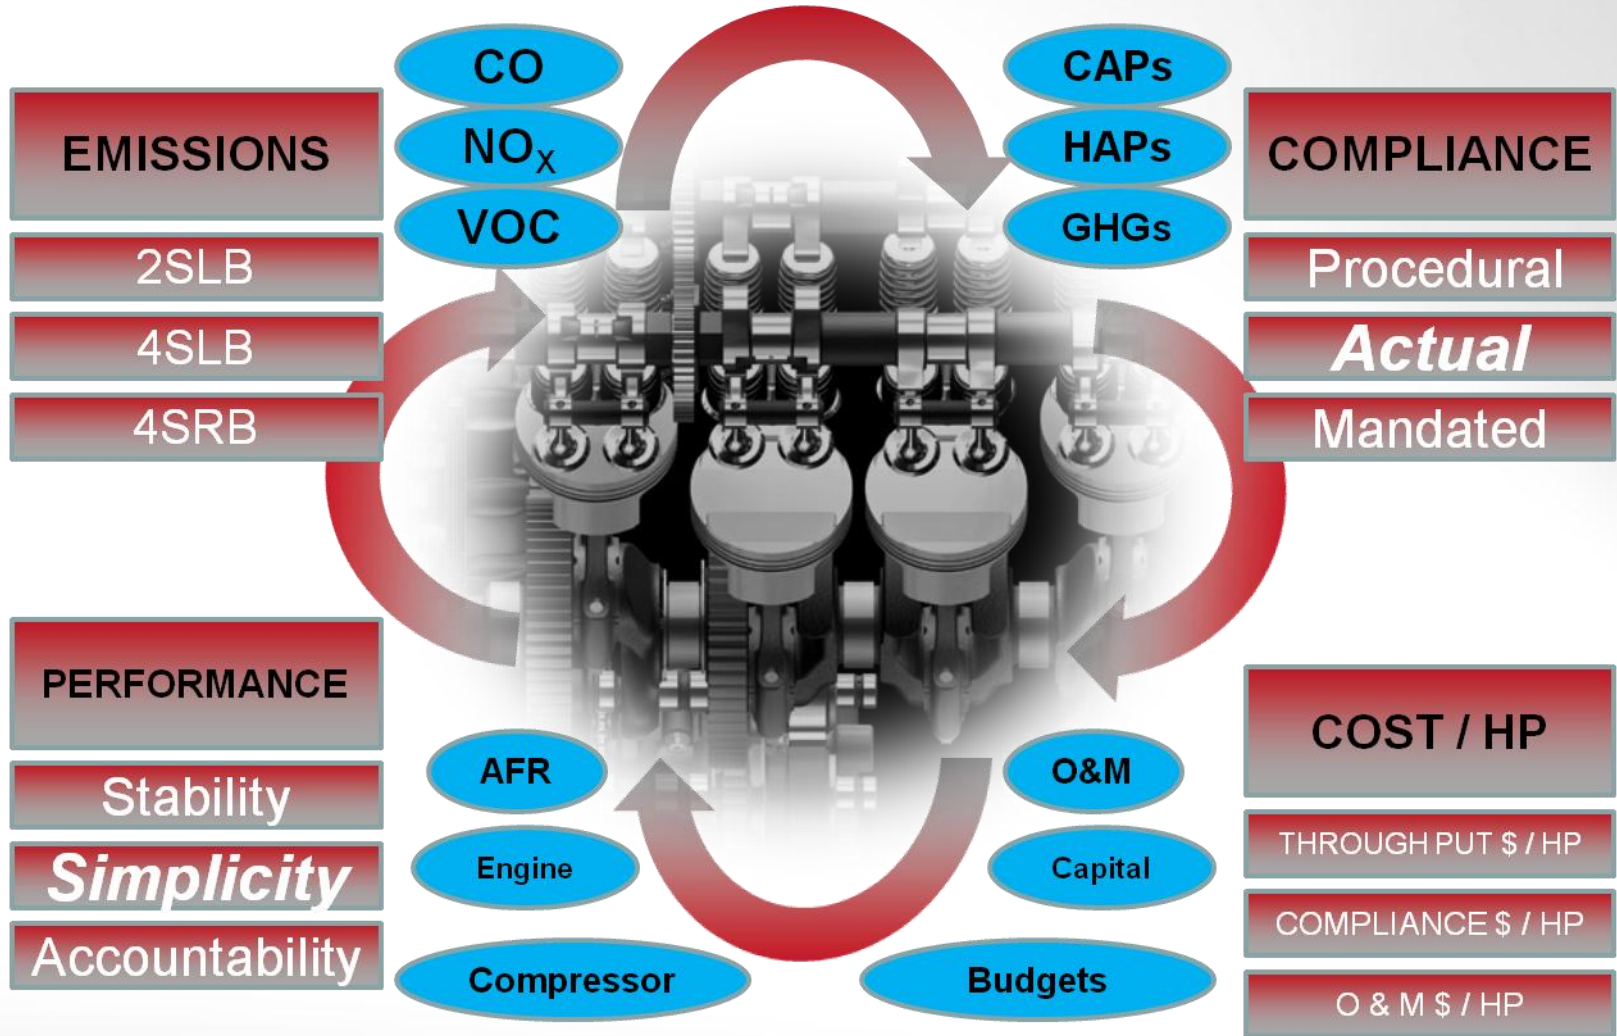 EMISSIONS
2SLB
4SLB
4SRB
CO
NOX
VOC
CAPs
HAPs
GHGs
COMPLIANCE
Procedural
Actual
Mandated
PERFORMANCE
Stability
Simplicity
Accountability
AFR
Engine
Compressor
O&M
Capital
Budgets
COST / HP
THROUGH PUT $ / HP
COMPLIANCE $ / HP
O & M $ / HP